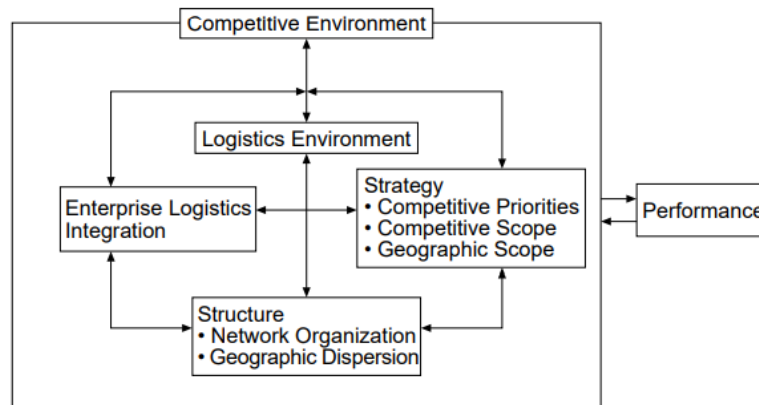 Competitive Environment
Logistics Environment
Enterprise Logistics
Integration
Strategy
• Competitive Priorities
• Competitive Scope
• Geographic Scope
Performance
Structure
• Network Organization
• Geographic Dispersion